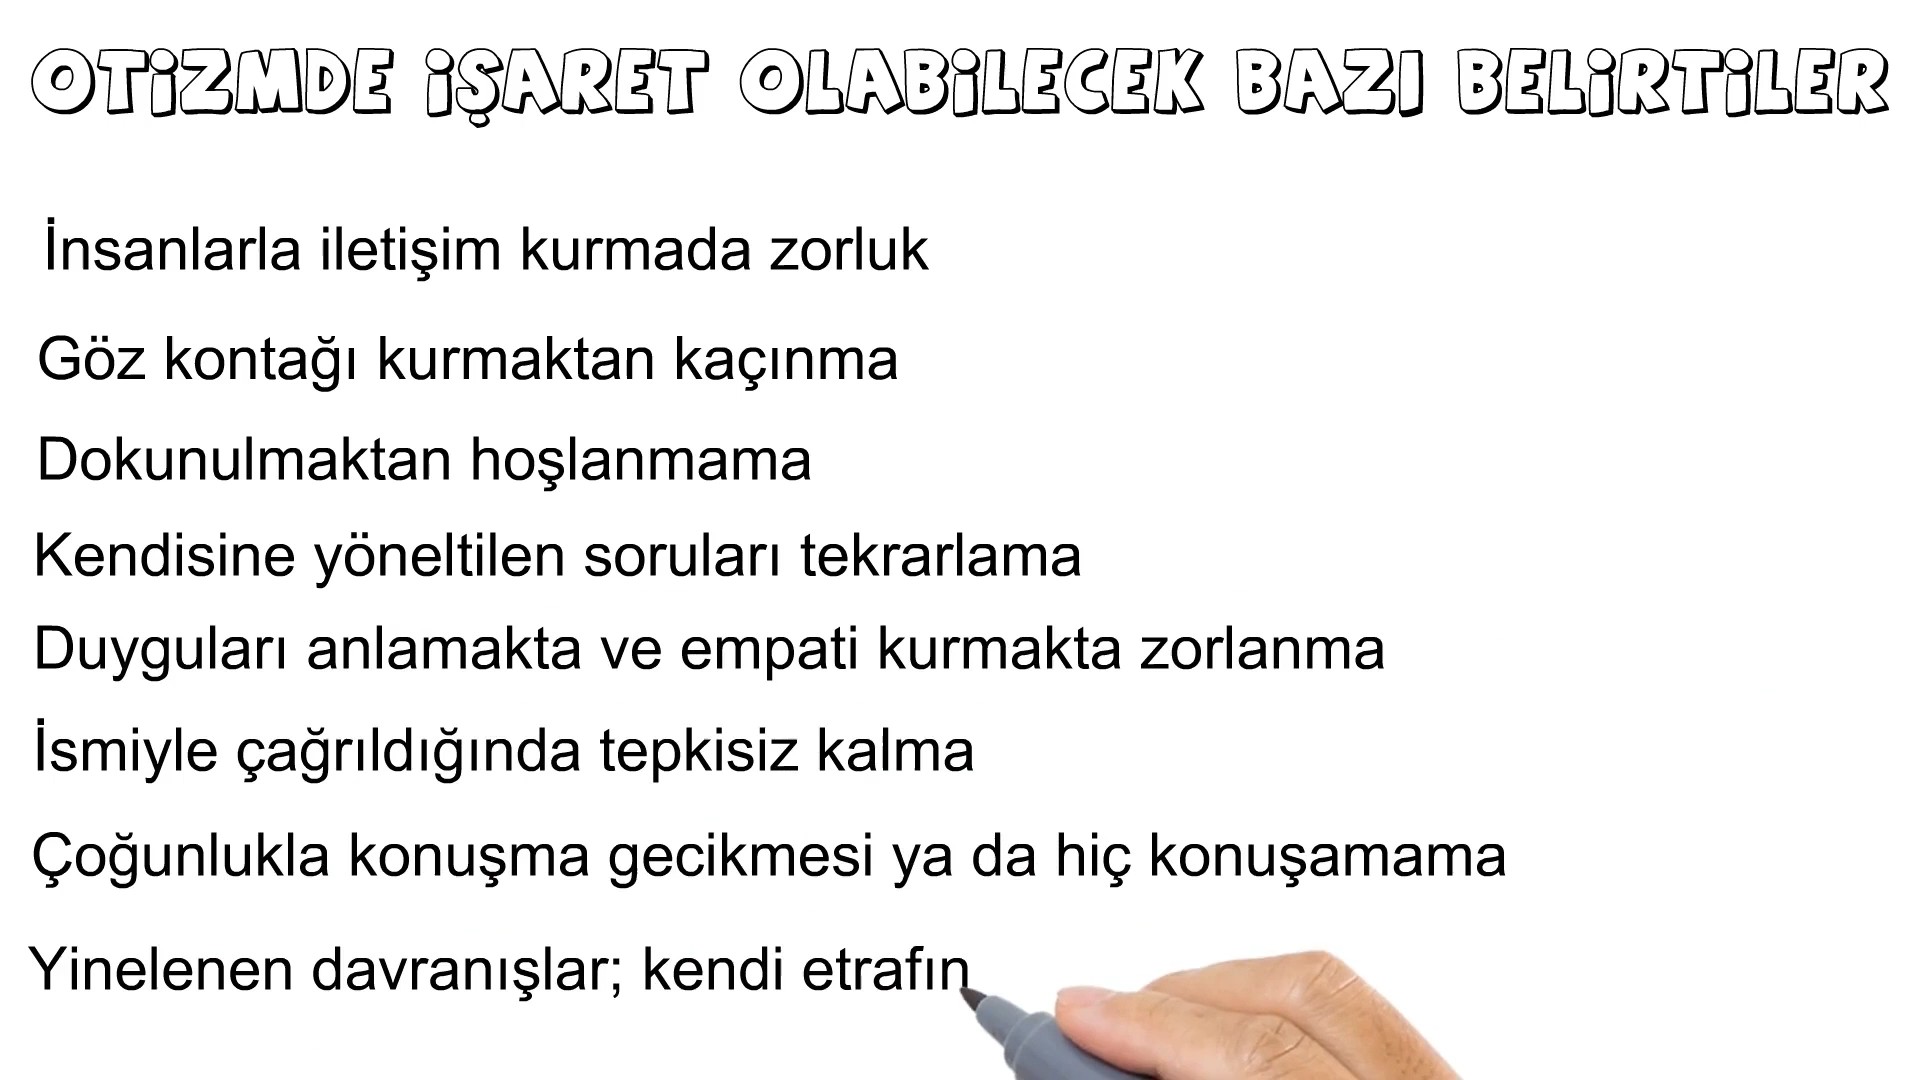 OTİZMDE İŞARET OLABİLECEK BAZI BELİRTİLER
İnsanlarla iletişim kurmada zorluk
Göz kontağı kurmaktan kaçınma
Dokunulmaktan hoşlanmama
Kendisine yöneltilen soruları tekrarlama
Duyguları anlamakta ve empati kurmakta zorlanma
İsmiyle çağrıldığında tepkisiz kalma
Çoğunlukla konuşma gecikmesi ya da hiç konuşamama
Yinelenen davranışlar; kendi etrafın